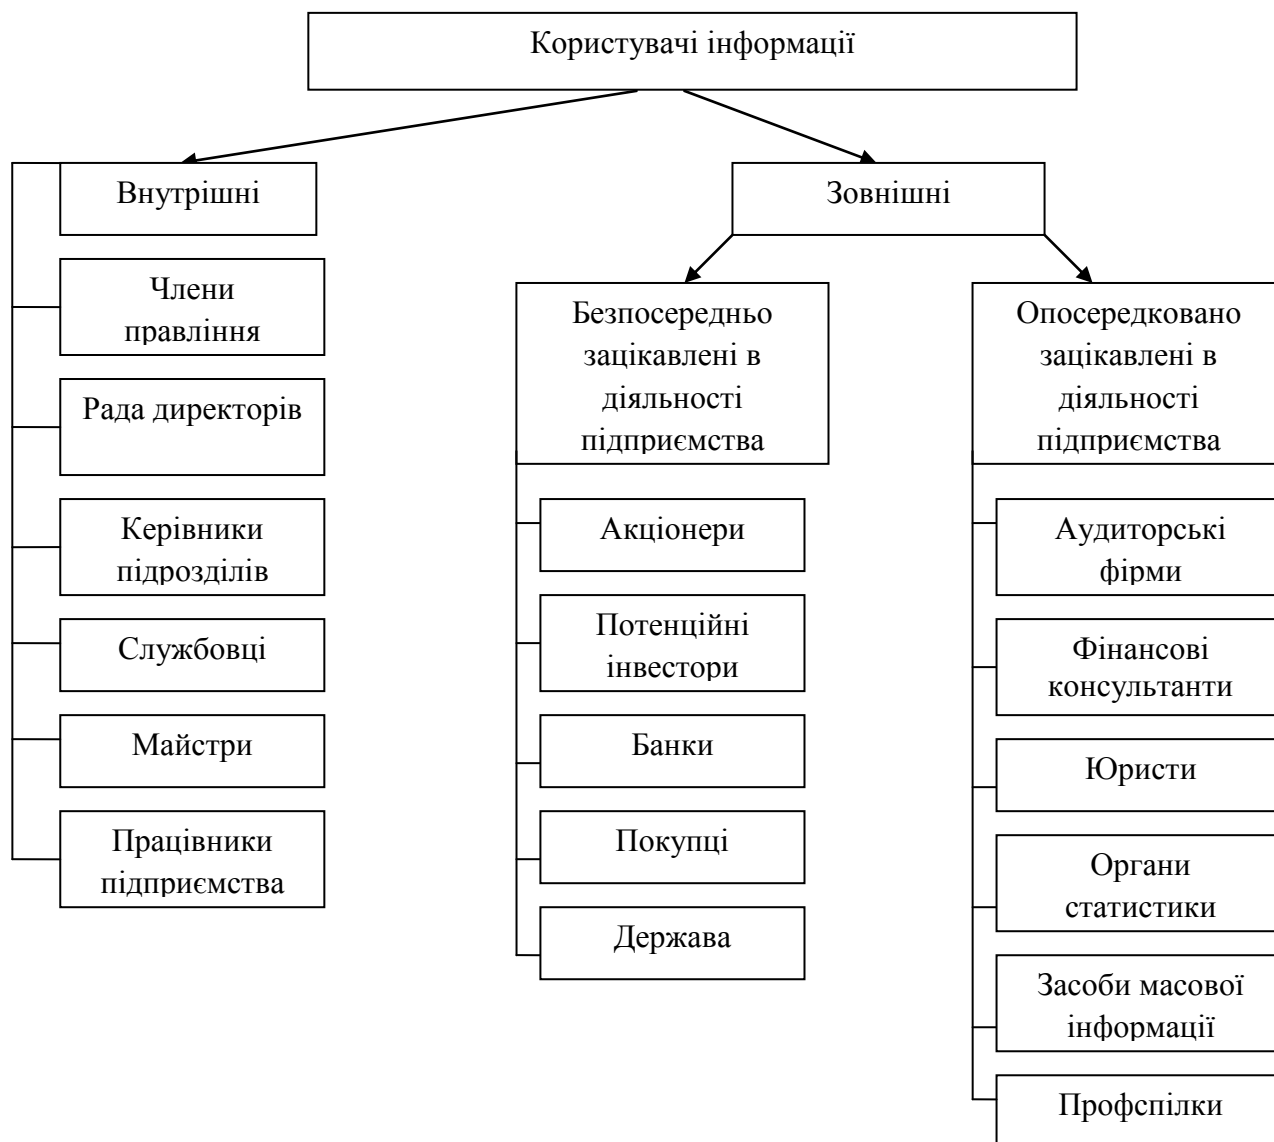 Користувачі інформації
Внутрішні
Члени
правління
Рада директорів
Керівники
підрозділів
Службовці
Майстри
Працівники
підприємства
Зовнішні
Безпосередньо
зацікавлені в
діяльності
підприємства
Акціонери
Потенційні
інвестори
Банки
Покупці
Держава
Опосередковано
зацікавлені в
діяльності
підприємства
Аудиторські
фірми
Фінансові
консультанти
Юристи
Органи
статистики
Засоби масової
інформації
Профспілки